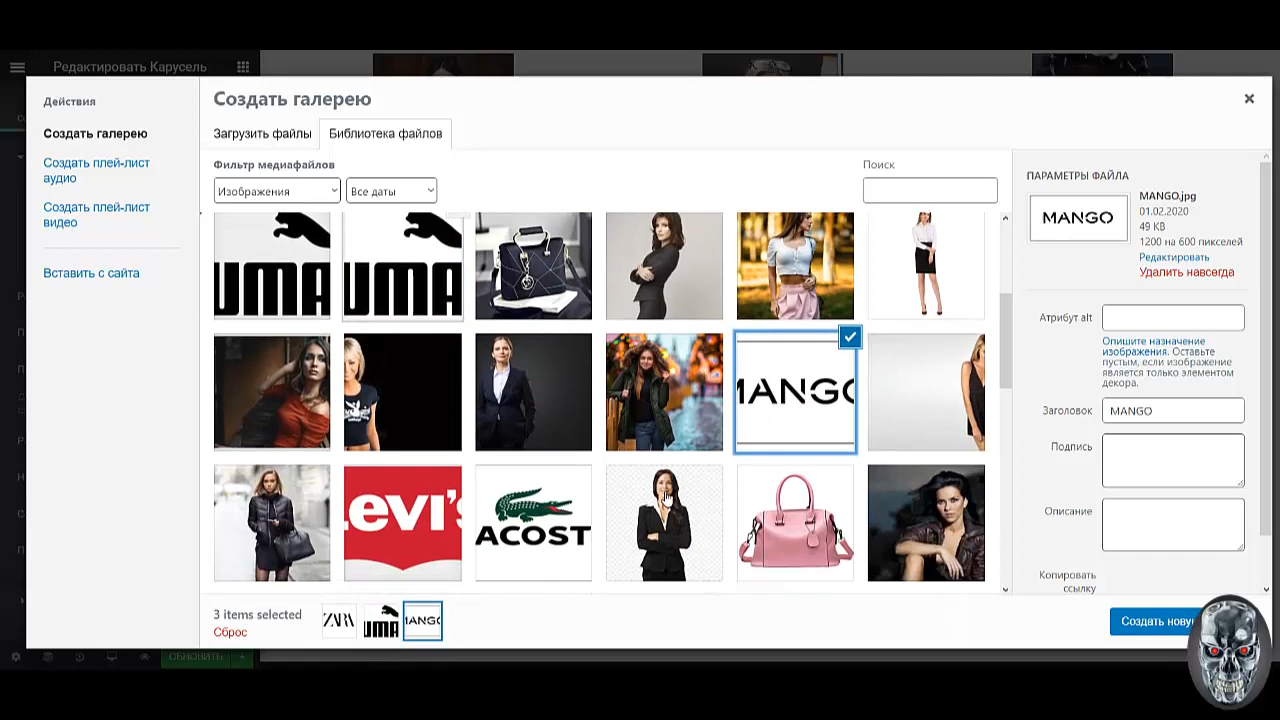 Редактировать Карусель
Действия
Создать галерею
Создать плей-лист
аудио
Создать плей-лист
видео
Вставить с сайта
Создать галерею
Загрузить файлы
Библиотека файлов
Фильтр медиафайлов
Изображения
Все даты
Поиск
UMA
UMA
MANGO
evi's
ACOST
ПАРАМЕТРЫ ФАЙЛА
MANGO
MANGO.jpg
01.02.2020
49 KB
1200 на 600 пикселей
Редактировать
Удалить навсегда
Атрибут alt
Опишите назначение
изображения. Оставьте
пустым, если изображение
является только элементом
декора.
Заголовок
MANGO
Подпись
Описание
Копировать
ссылку
3 items selected
Сброс
ZARA
UMA
MANGO
Создать новую
ОБНОВИТЬ